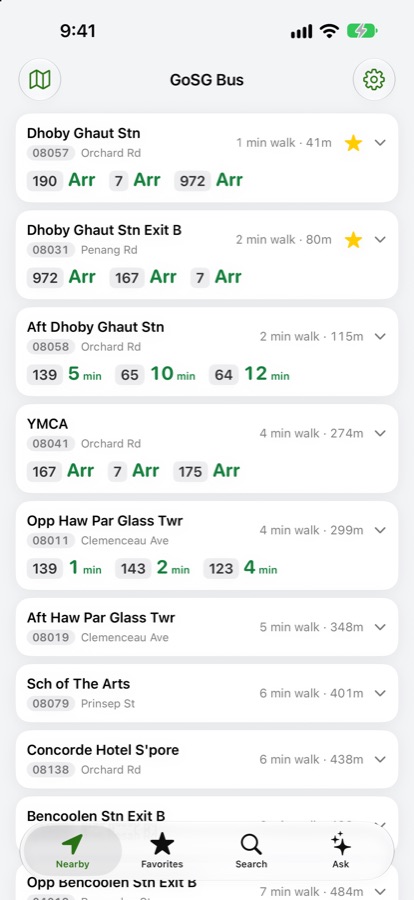 9:41
GoSG Bus
Dhoby Ghaut Stn
1 min walk · 41m
08057 Orchard Rd
190 Arr 7 Arr 972 Arr
Dhoby Ghaut Stn Exit B
2 min walk · 80m
08031 Penang Rd
972 Arr 167 Arr 7 Arr
Aft Dhoby Ghaut Stn
2 min walk · 115m
08058 Orchard Rd
139 5 min 65 10 min 64 12 min
YMCA
4 min walk · 274m
08041 Orchard Rd
167 Arr 7 Arr 175 Arr
Opp Haw Par Glass Twr
4 min walk · 299m
08011 Clemenceau Ave
139 1 min 143 2 min 123 4 min
Aft Haw Par Glass Twr
5 min walk · 348m
08019 Clemenceau Ave
Sch of The Arts
6 min walk · 401m
08079 Prinsep St
Concorde Hotel S'pore
6 min walk · 438m
08138 Orchard Rd
Bencoolen Stn Exit B
Nearby
Favorites
Search
Ask
Opp Bencoolen Stn Exit B
7 min walk · 484m